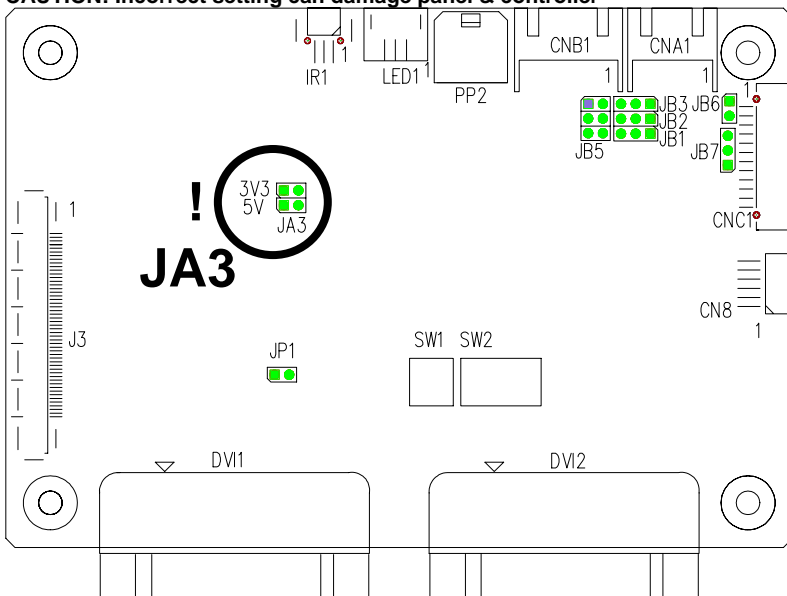 CAUTION: Incorrect setting can damage panel & controller
IR1
1
LED1
1
PP2
CNB1
1
CNA1
1
JB3
JB2
JB1
JB5
JB6
JB7
1
CNC1
!
3V3
5V
JA3
JA3
1
J3
CN8
1
JP1
SW1
SW2
DVI1
DVI2